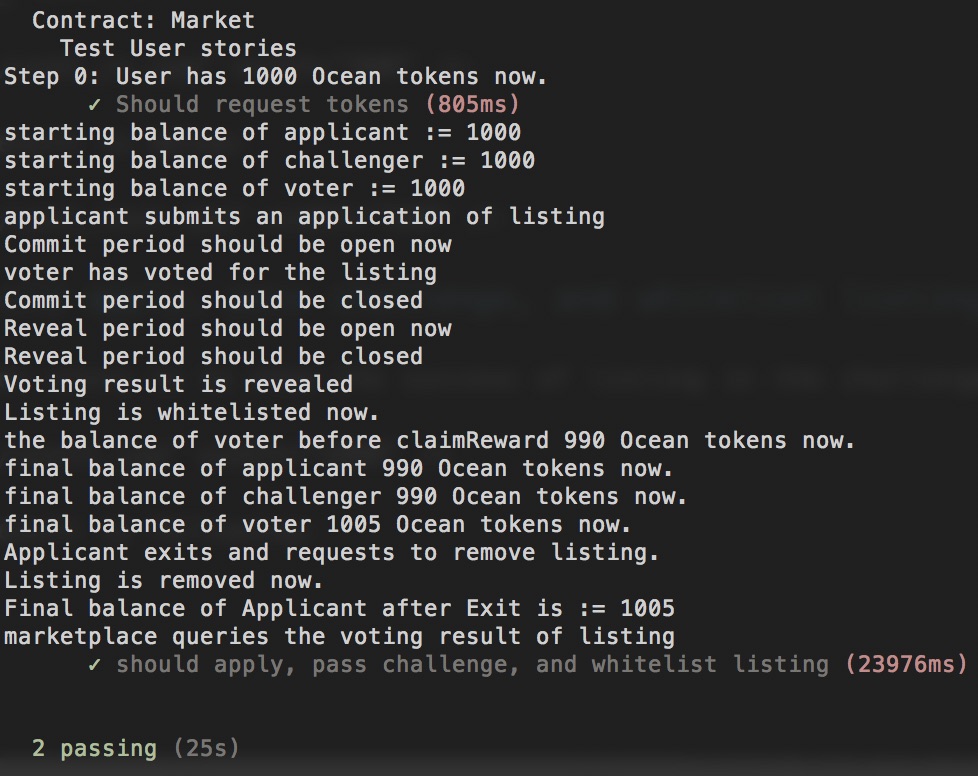 Contract: Market
Test User stories
Step 0: User has 1000 Ocean tokens now.
✓ Should request tokens (805ms)
starting balance of applicant := 1000
starting balance of challenger := 1000
starting balance of voter := 1000
applicant submits an application of listing
Commit period should be open now
voter has voted for the listing
Commit period should be closed
Reveal period should be open now
Reveal period should be closed
Voting result is revealed
Listing is whitelisted now.
the balance of voter before claimReward 990 Ocean tokens now.
final balance of applicant 990 Ocean tokens now.
final balance of challenger 990 Ocean tokens now.
final balance of voter 1005 Ocean tokens now.
Applicant exits and requests to remove listing.
Listing is removed now.
Final balance of Applicant after Exit is := 1005
marketplace queries the voting result of listing
✓ should apply, pass challenge, and whitelist listing (23976ms)
2 passing (25s)